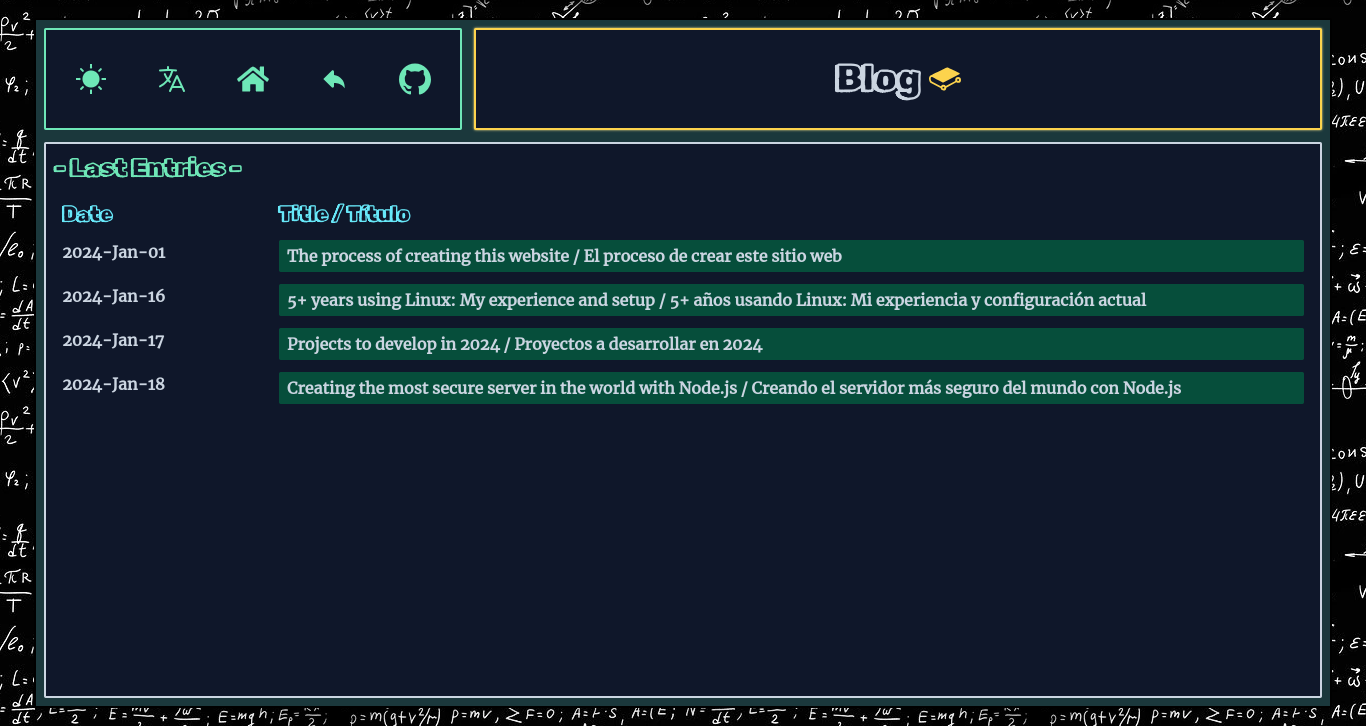 Blog
- Last Entries -
Date Title / Título
2024-Jan-01 The process of creating this website / El proceso de crear este sitio web
2024-Jan-16 5+ years using Linux: My experience and setup / 5+ años usando Linux: Mi experiencia y configuración actual
2024-Jan-17 Projects to develop in 2024 / Proyectos a desarrollar en 2024
2024-Jan-18 Creating the most secure server in the world with Node.js / Creando el servidor más seguro del mundo con Node.js